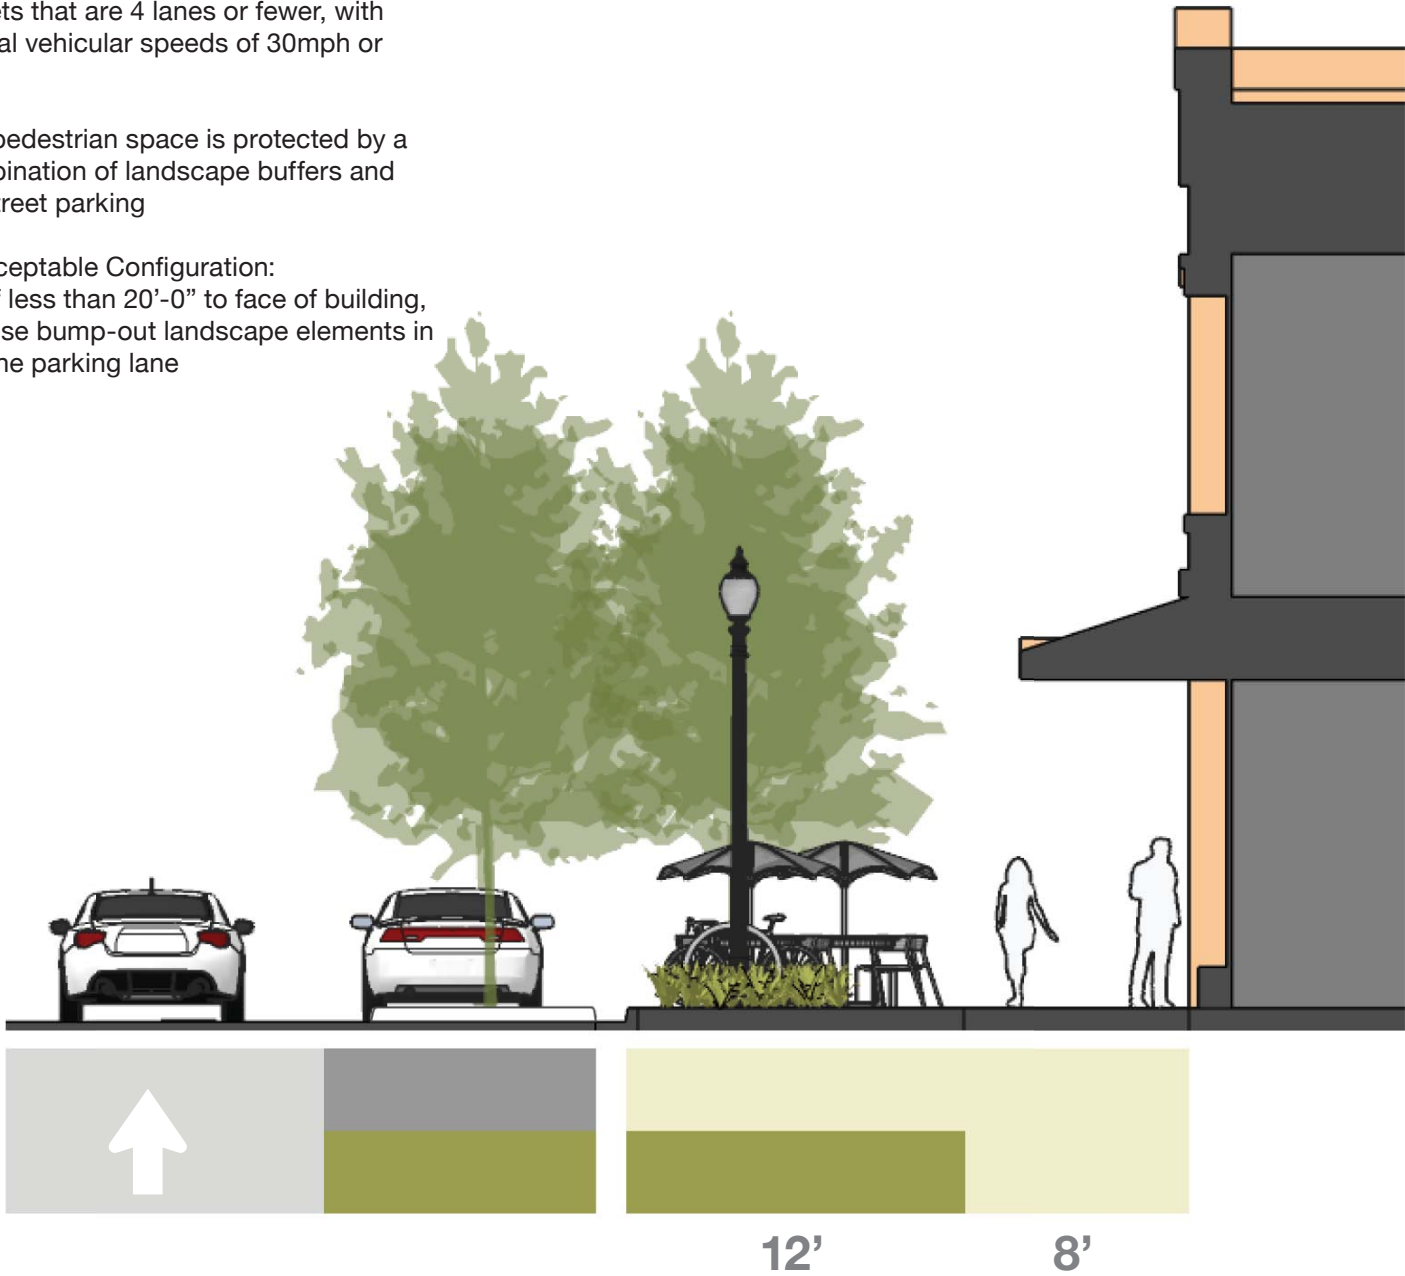 ets that are 4 lanes or fewer, with
al vehicular speeds of 30mph or
pedestrian space is protected by a
bination of landscape buffers and
treet parking
ceptable Configuration:
f less than 20’-0” to face of building,
se bump-out landscape elements in
he parking lane
12’ 8’